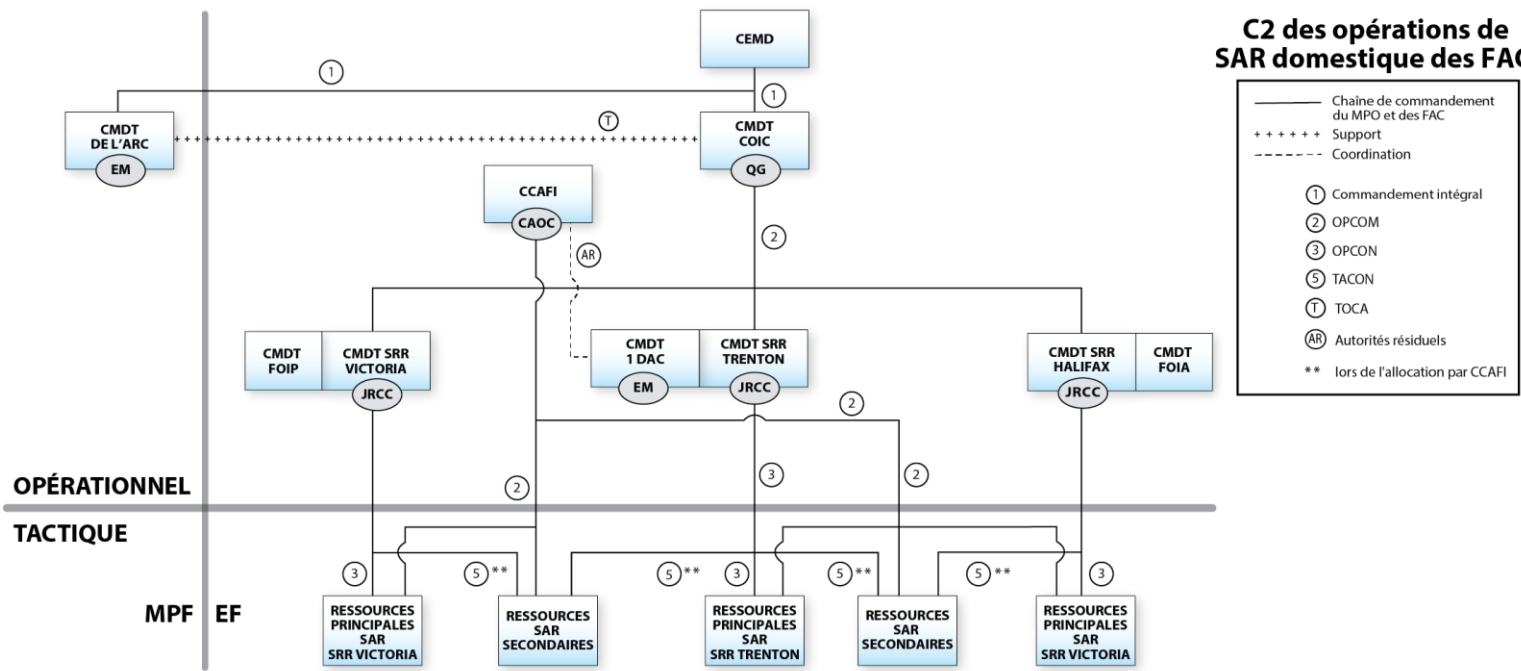 C2 des opérations de
SAR domestique des FAC
Chaîne de commandement
du MPO et des FAC
++++++ Support
Coordination
1 Commandement intégral
2 OPCOM
3 OPCON
5 TACON
T TOCA
AR Autorités résiduels
** lors de l'allocation par CCAFI
CEMD
1
1
CMDT
DE L'ARC
EM
T
CMDT
COIC
QG
CCAFI
CAOC
AR
2
CMDT
FOIP
CMDT SRR
VICTORIA
JRCC
CMDT
1 DAC
EM
CMDT SRR
TRENTON
JRCC
CMDT SRR
HALIFAX
JRCC
CMDT
FOIA
2
2
3
2
OPÉRATIONNEL
TACTIQUE
3
5 **
5 **
3
5 **
5 **
3
MPF
EF
RESSOURCES
PRINCIPALES
SAR
SRR VICTORIA
RESSOURCES
SAR
SECONDAIRES
RESSOURCES
PRINCIPALES
SAR
SRR TRENTON
RESSOURCES
SAR
SECONDAIRES
RESSOURCES
PRINCIPALES
SAR
SRR VICTORIA